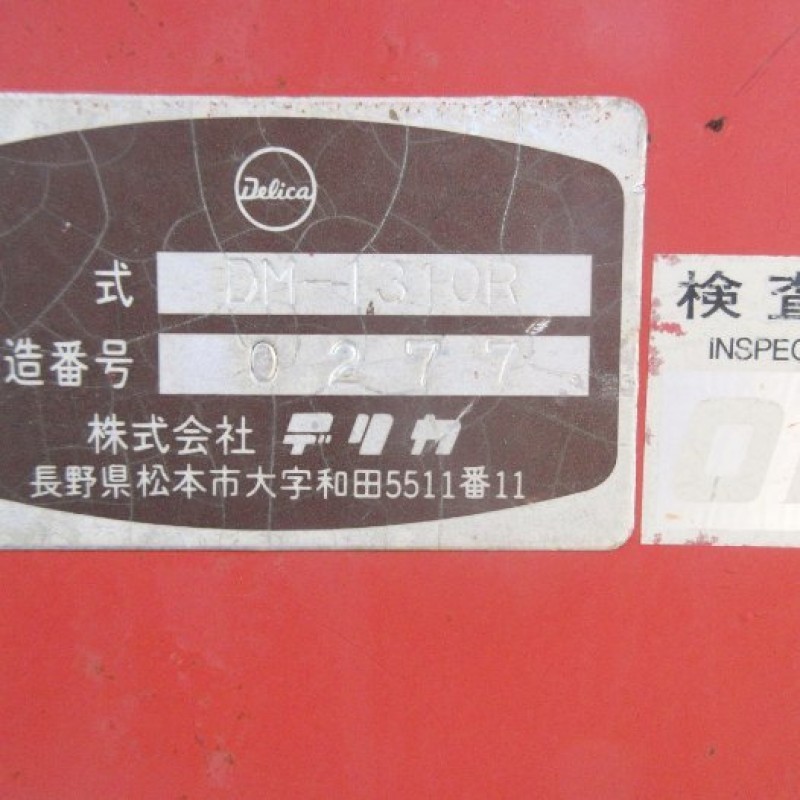 Delica
式 DM-1310R
造番号 0277
株式会社 デリカ
長野県松本市大字和田5511番11
検査
INSPEC